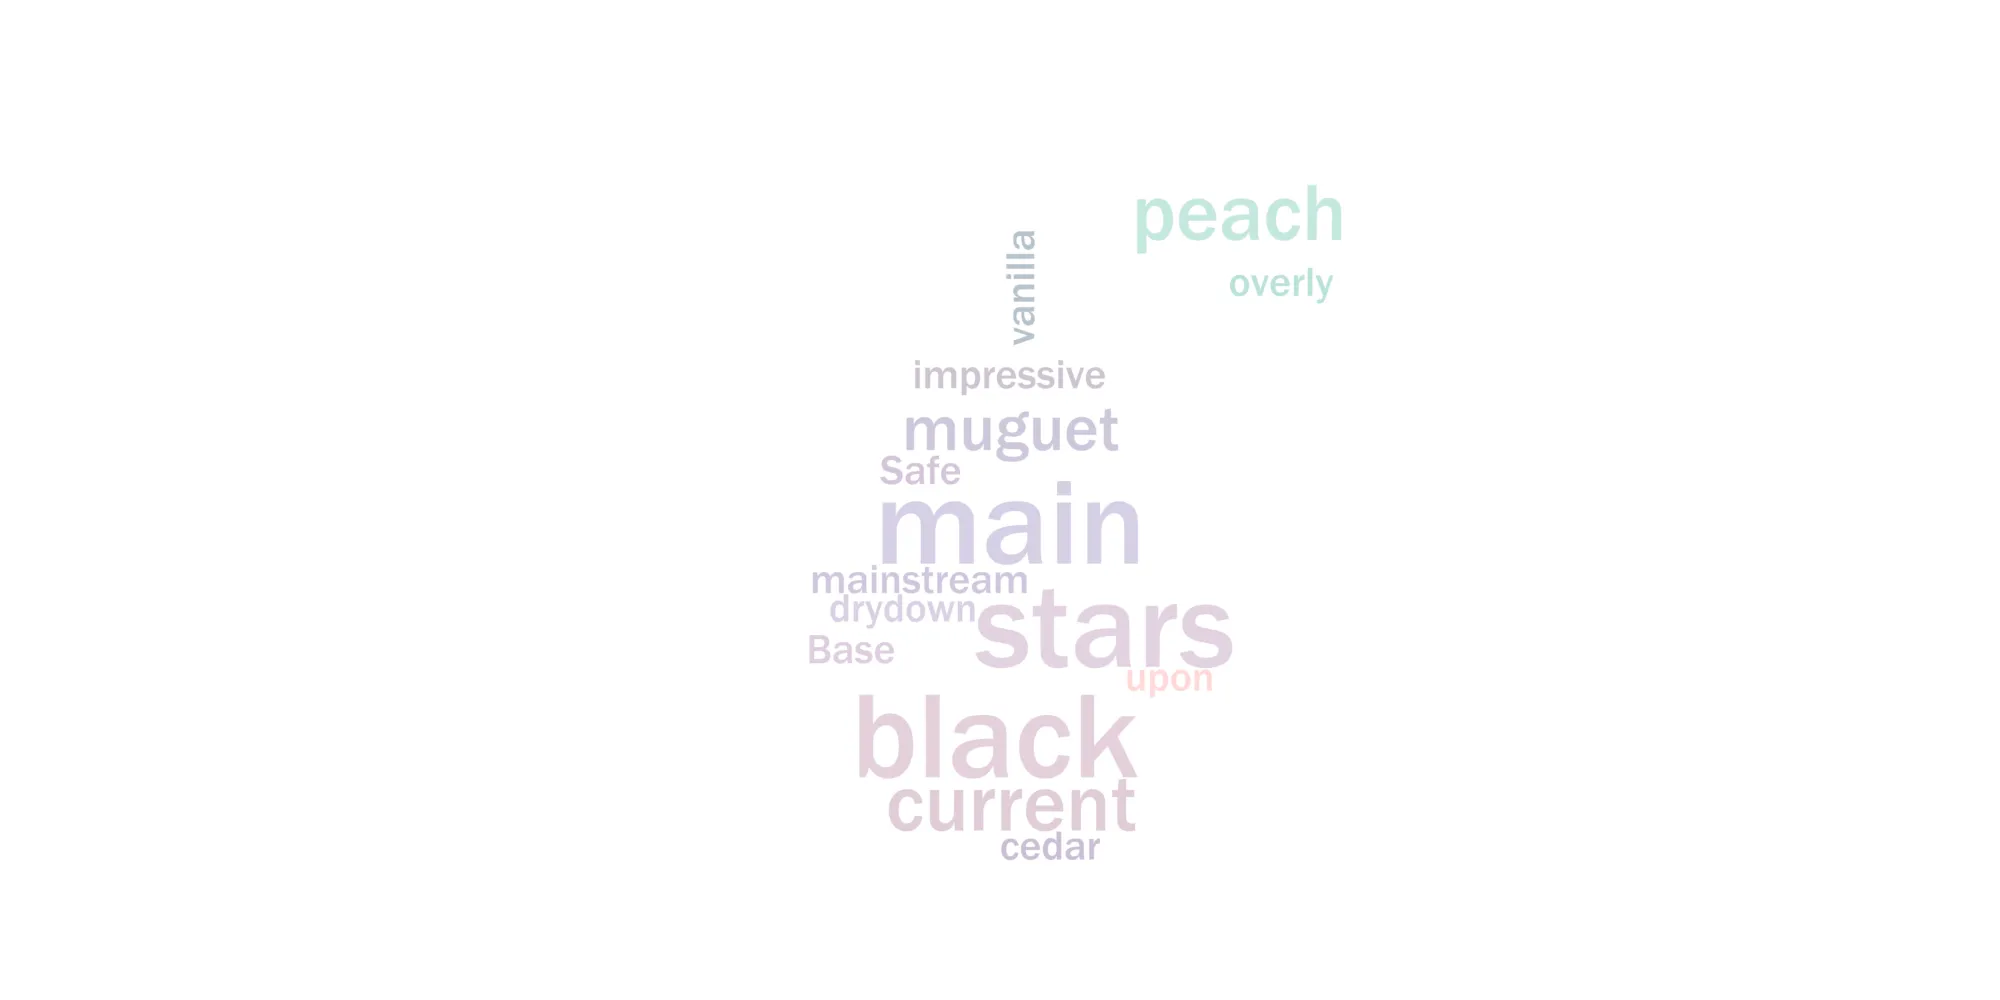 peach
vanilla
overly
impressive
muguet
Safe
main
mainstream
drydown
stars
Base
upon
black
current
cedar